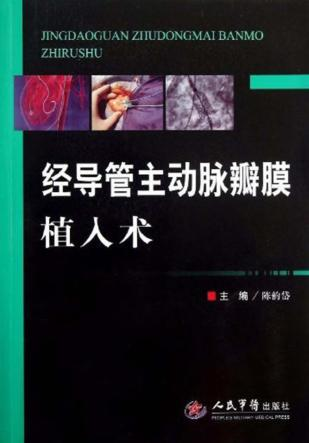 JINGDAOGUAN ZHUDONGMAI BANMO
ZHIRUSHU
经导管主动脉瓣膜
植入术
主 编/陈韵岱
人民军医出版社
PEOPLE'S MILITARY MEDICAL PRESS